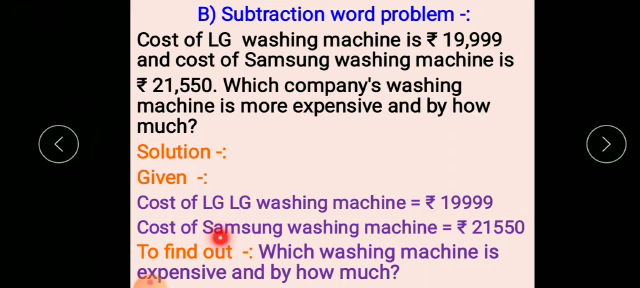 B) Subtraction word problem -:
Cost of LG washing machine is ₹ 19,999
and cost of Samsung washing machine is
₹ 21,550. Which company's washing
machine is more expensive and by how
much?
Solution -:
Given -:
Cost of LG LG washing machine = ₹ 19999
Cost of Samsung washing machine = ₹ 21550
To find out -: Which washing machine is
expensive and by how much?